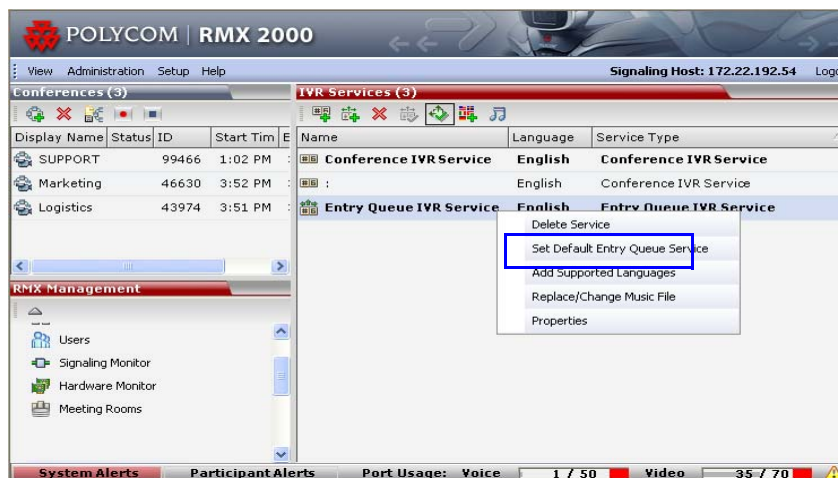 POLYCOM | RMX 2000
View Administration Setup Help Signaling Host: 172.22.192.54 Logo
Conferences (3)
Display Name Status ID Start Tim E
SUPPORT 99466 1:02 PM
Marketing 46630 3:52 PM
Logistics 43974 3:51 PM
IVR Services (3)
Name Language Service Type
Conference IVR Service English Conference IVR Service
: English Conference IVR Service
Entry Queue IVR Service English Entry Queue IVR Service
Delete Service
Set Default Entry Queue Service
Add Supported Languages
Replace/Change Music File
Properties
RMX Management
Users
Signaling Monitor
Hardware Monitor
Meeting Rooms
System Alerts Participant Alerts Port Usage: Voice 1 / 50 Video 35 / 70